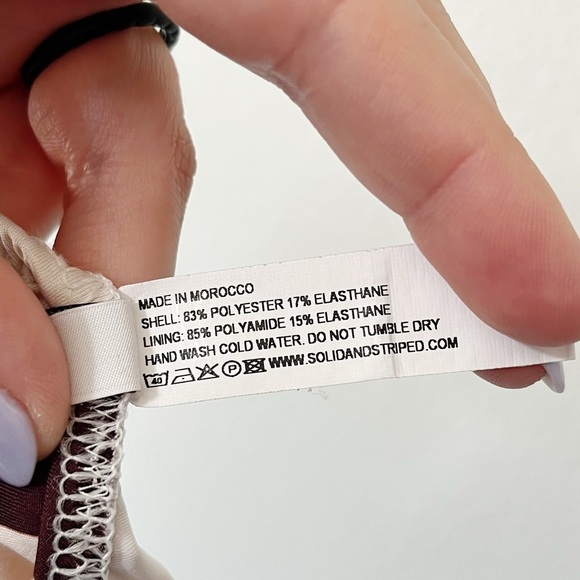 MADE IN MOROCCO
SHELL: 83% POLYESTER 17% ELASTHANE
LINING: 85% POLYAMIDE 15% ELASTHANE
HAND WASH COLD WATER. DO NOT TUMBLE DRY
40 P WWW.SOLIDANDSTRIPED.COM